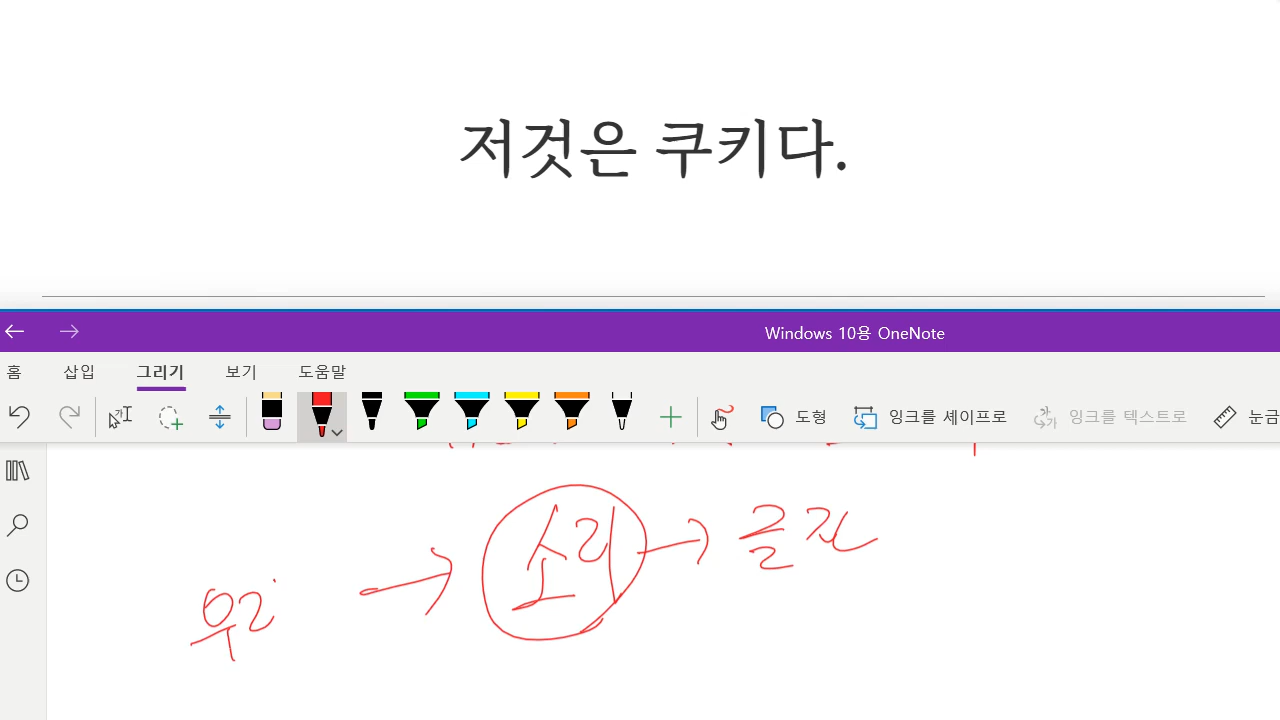 저것은 쿠키다.
Windows 10용 OneNote
홈 삽입 그리기 보기 도움말
도형 잉크를 셰이프로 잉크를 텍스트로 눈금
소리 글자
우리